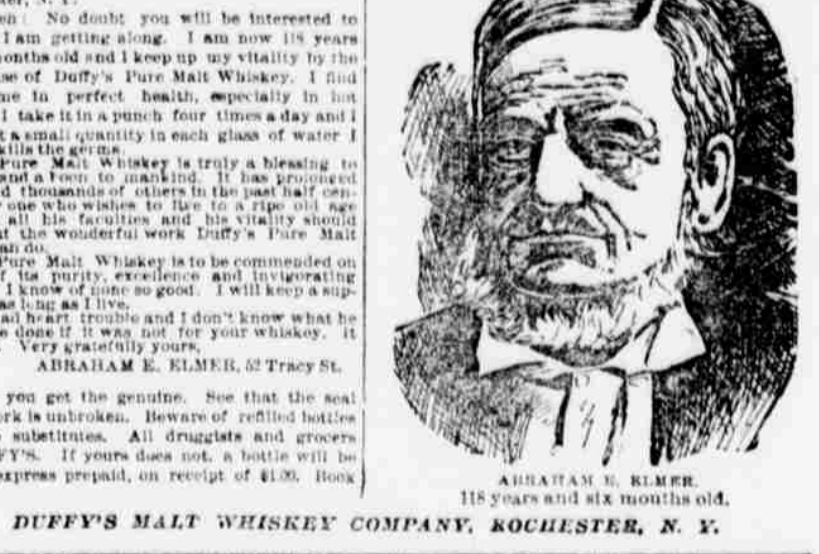 en: No doubt you will be interested to
I am getting along. I am now 118 years
onths old and I keep up my vitality by the
se of Duffy's Pure Malt Whiskey. I find
me in perfect health, especially in hot
I take it in a punch four times a day and I
t a small quantity in each glass of water I
kills the germs.
Pure Malt Whiskey is truly a blessing to
and a boon to mankind. It has prolonged
d thousands of others in the past half cen-
one who wishes to live to a ripe old age
all his faculties and his vitality should
at the wonderful work Duffy's Pure Malt
an do.
Pure Malt Whiskey is to be commended on
f its purity, excellence and invigorating
I know of none so good. I will keep a sup-
as long as I live.
ad heart trouble and I don't know what he
e done if it was not for your whiskey. It
Very gratefully yours,
ABRAHAM E. ELMER, 52 Tracy St.
you get the genuine. See that the seal
ork is unbroken. Beware of refilled bottles
substitutes. All druggists and grocers
FY'S. If yours does not, a bottle will be
express prepaid, on receipt of $1.00. Book
ABRAHAM E. ELMER.
118 years and six months old.
DUFFY'S MALT WHISKEY COMPANY, ROCHESTER, N. Y.